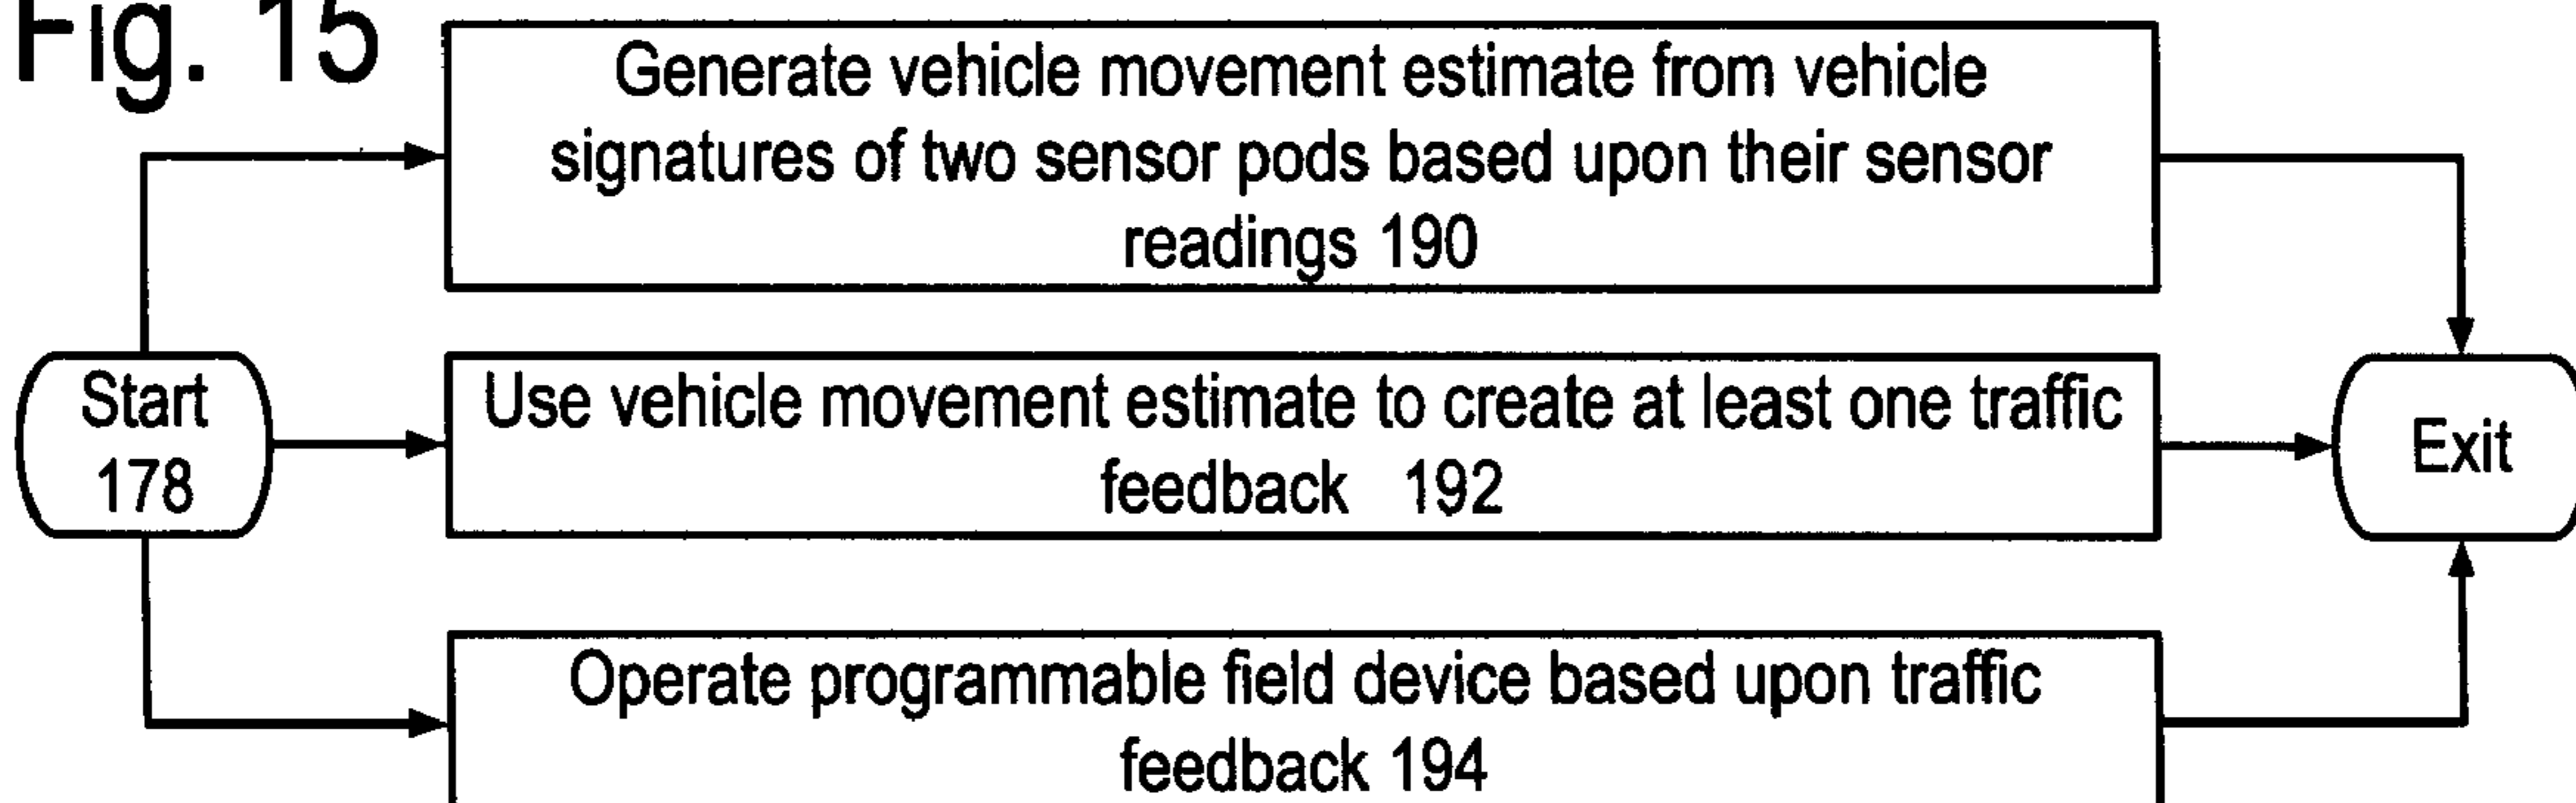 Fig. 15
Generate vehicle movement estimate from vehicle
signatures of two sensor pods based upon their sensor
readings 190
Start
178
Use vehicle movement estimate to create at least one traffic
feedback 192
Exit
Operate programmable field device based upon traffic
feedback 194